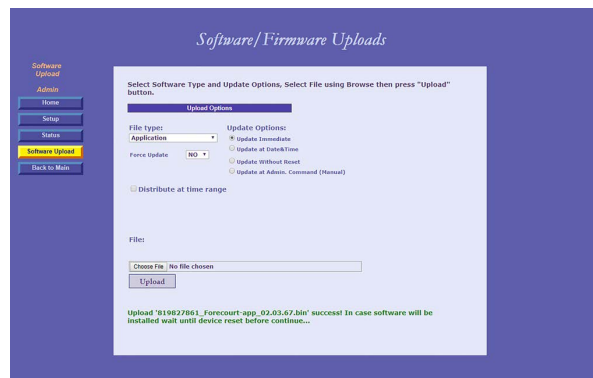 Software/Firmware Uploads
Software
Upload
Admin
Home
Setup
Status
Software Upload
Back to Main
Select Software Type and Update Options, Select File using Browse then press "Upload"
button.
Upload Options
File type:
Application
Force Update NO
Update Options:
Update Immediate
Update at Date&Time
Update Without Reset
Update at Admin. Command (Manual)
Distribute at time range
File:
Choose File No file chosen
Upload
Upload '819827861_Forecourt-app_02.03.67.bin' success! In case software will be
installed wait until device reset before continue...